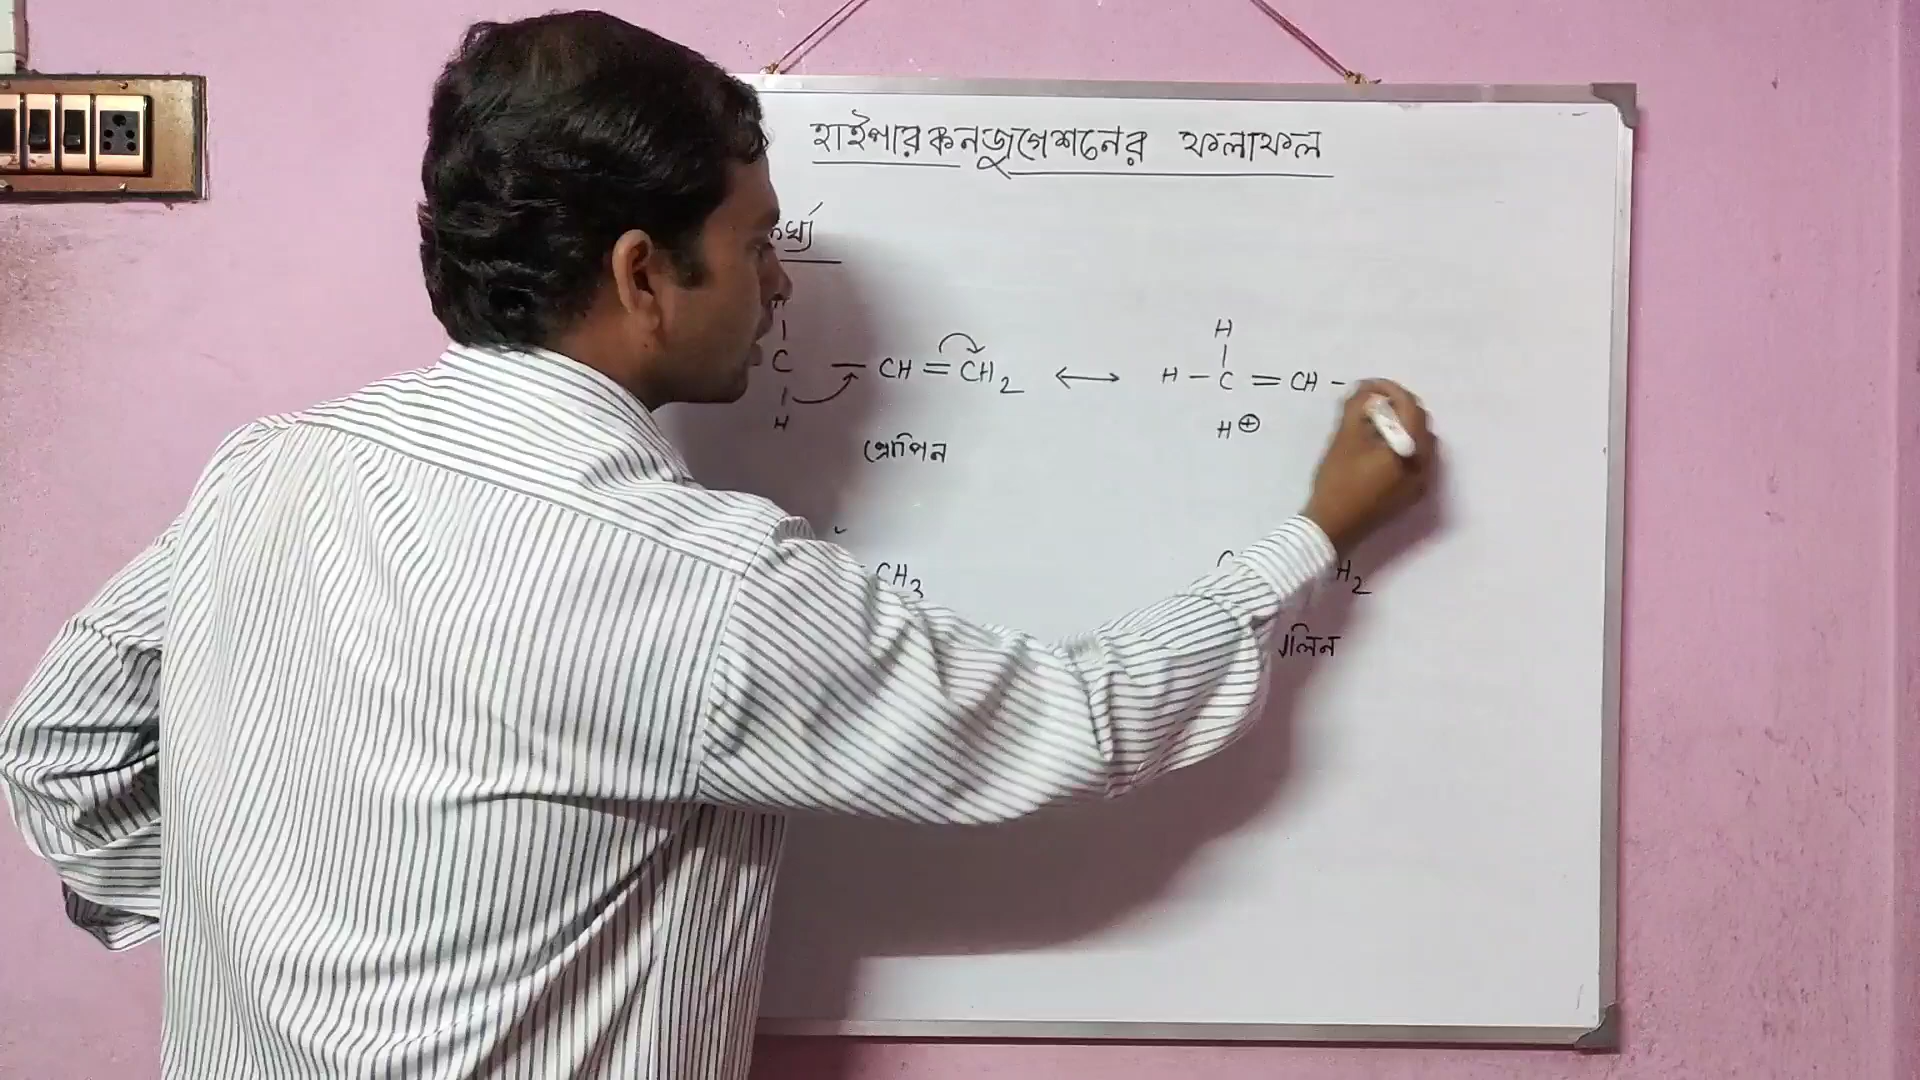 হাইপারকনজুগেশনের ফলাফল
H H
C — CH = CH2 ⟷ H — C = CH —
H H⊕
প্রোপিন
CH3 H2
লিন